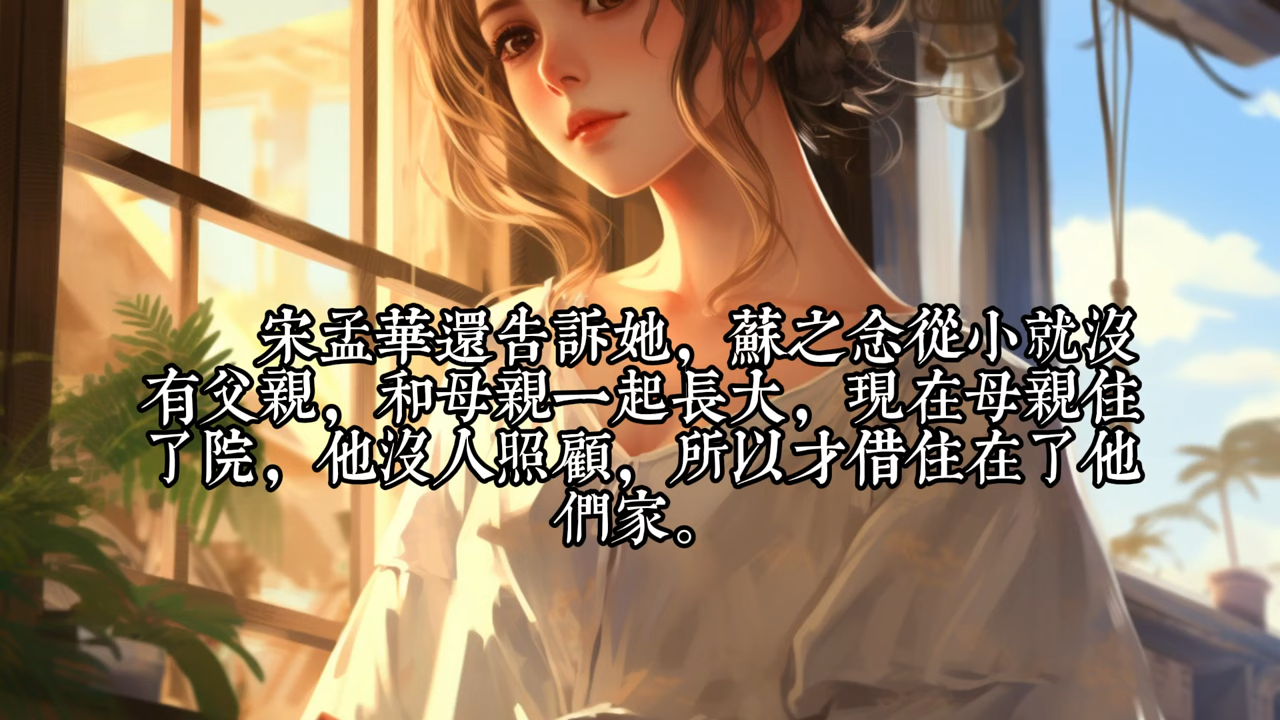 宋孟華還告訴她，蘇之念從小就沒
有父親，和母親一起長大，現在母親住
了院，他沒人照顧，所以才借住在了他
們家。